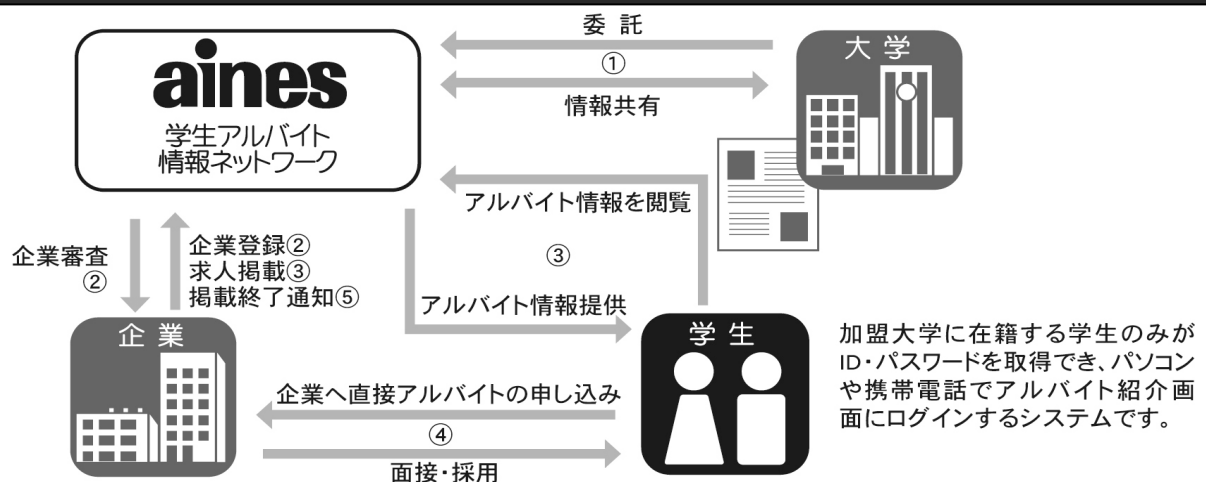 委託
①
情報共有
aines
学生アルバイト
情報ネットワーク
大学
アルバイト情報を閲覧
企業審査
②
企業登録②
求人掲載③
掲載終了通知⑤
③
アルバイト情報提供
企業
学生
企業へ直接アルバイトの申し込み
④
面接・採用
加盟大学に在籍する学生のみが
ID・パスワードを取得でき、パソコン
や携帯電話でアルバイト紹介画
面にログインするシステムです。